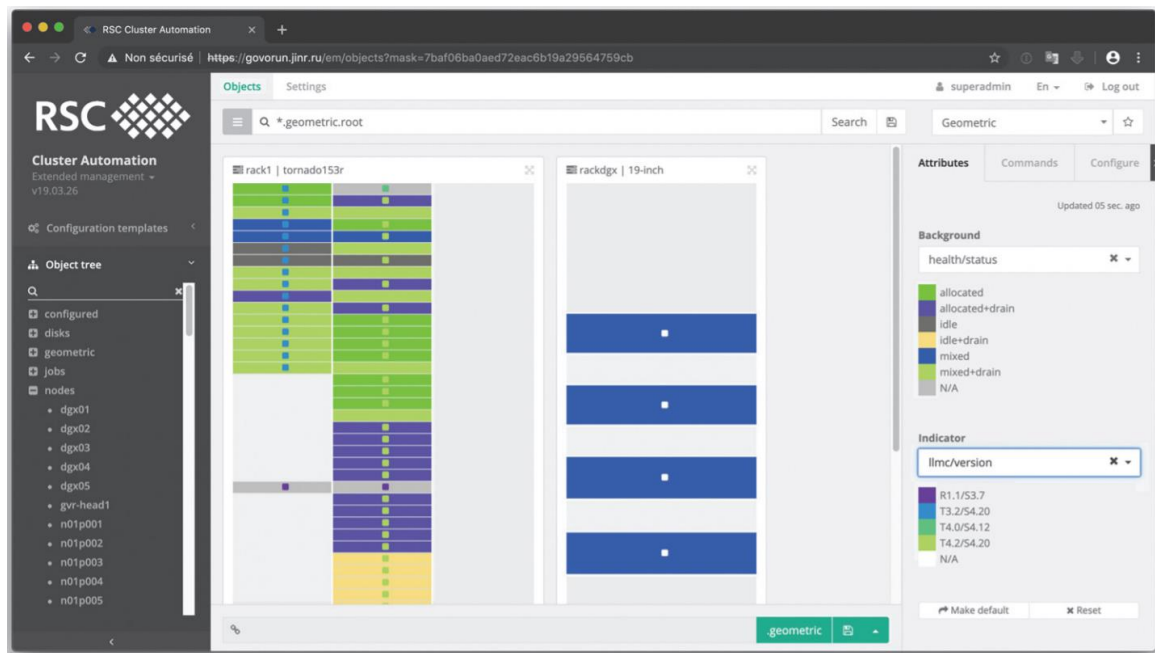 RSC Cluster Automation
Non sécurisé | https://govorun.jinr.ru/em/objects?mask=7baf06ba0aed72eac6b19a29564759cb
RSC
Cluster Automation
Extended management
v19.03.26
Configuration templates
Object tree
configured
disks
geometric
jobs
nodes
dgx01
dgx02
dgx03
dgx04
dgx05
gvr-head1
n01p001
n01p002
n01p003
n01p004
n01p005
Objects Settings
superadmin En Log out
*.geometric.root Search
Geometric
rack1 | tornado153r
rackdgx | 19-inch
.geometric
Attributes Commands Configure
Updated 05 sec. ago
Background
health/status
allocated
allocated+drain
idle
idle+drain
mixed
mixed+drain
N/A
Indicator
llmc/version
R1.1/S3.7
T3.2/S4.20
T4.0/S4.12
T4.2/S4.20
N/A
Make default Reset